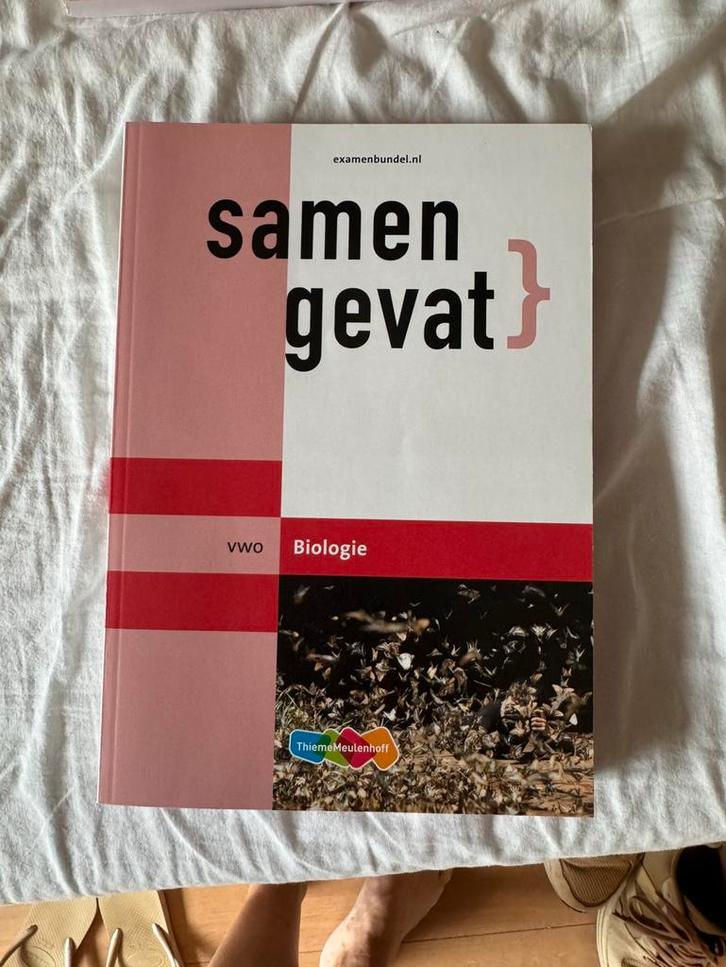 examenbundel.nl
samen
gevat}
vwo Biologie
ThiemeMeulenhoff